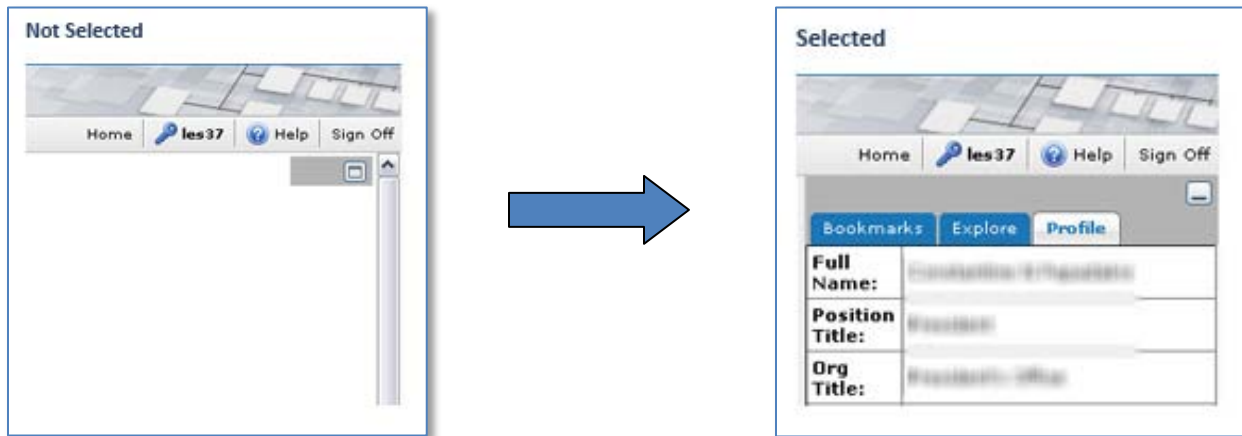 Not Selected
Home les37 Help Sign Off
Selected
Home les37 Help Sign Off
Bookmarks Explore Profile
Full
Name:
Position
Title:
Org
Title: